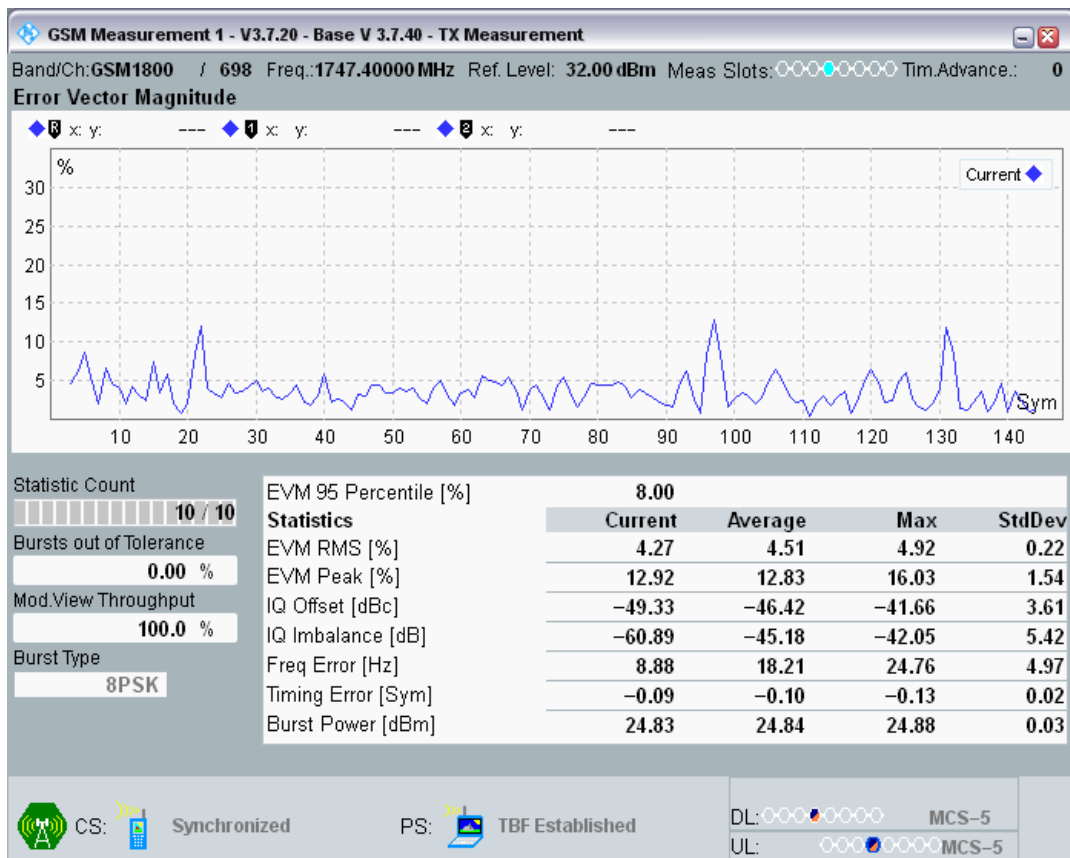 GSM Measurement 1 - V3.7.20 - Base V 3.7.40 - TX Measurement
Band/Ch:GSM1800 / 698 Freq.:1747.40000 MHz Ref. Level: 32.00 dBm Meas Slots: Tim.Advance.: 0
Error Vector Magnitude
R x: y: --- 1 x: y: --- 2 x: y: ---
%
Current
30
25
20
15
10
5
Sym
10 20 30 40 50 60 70 80 90 100 110 120 130 140
Statistic Count
10 / 10
Bursts out of Tolerance
0.00 %
Mod.View Throughput
100.0 %
Burst Type
8PSK
EVM 95 Percentile [%] 8.00
Statistics Current Average Max StdDev
EVM RMS [%] 4.27 4.51 4.92 0.22
EVM Peak [%] 12.92 12.83 16.03 1.54
IQ Offset [dBc] −49.33 −46.42 −41.66 3.61
IQ Imbalance [dB] −60.89 −45.18 −42.05 5.42
Freq Error [Hz] 8.88 18.21 24.76 4.97
Timing Error [Sym] −0.09 −0.10 −0.13 0.02
Burst Power [dBm] 24.83 24.84 24.88 0.03
CS: Synchronized PS: TBF Established
DL: MCS−5
UL: MCS−5